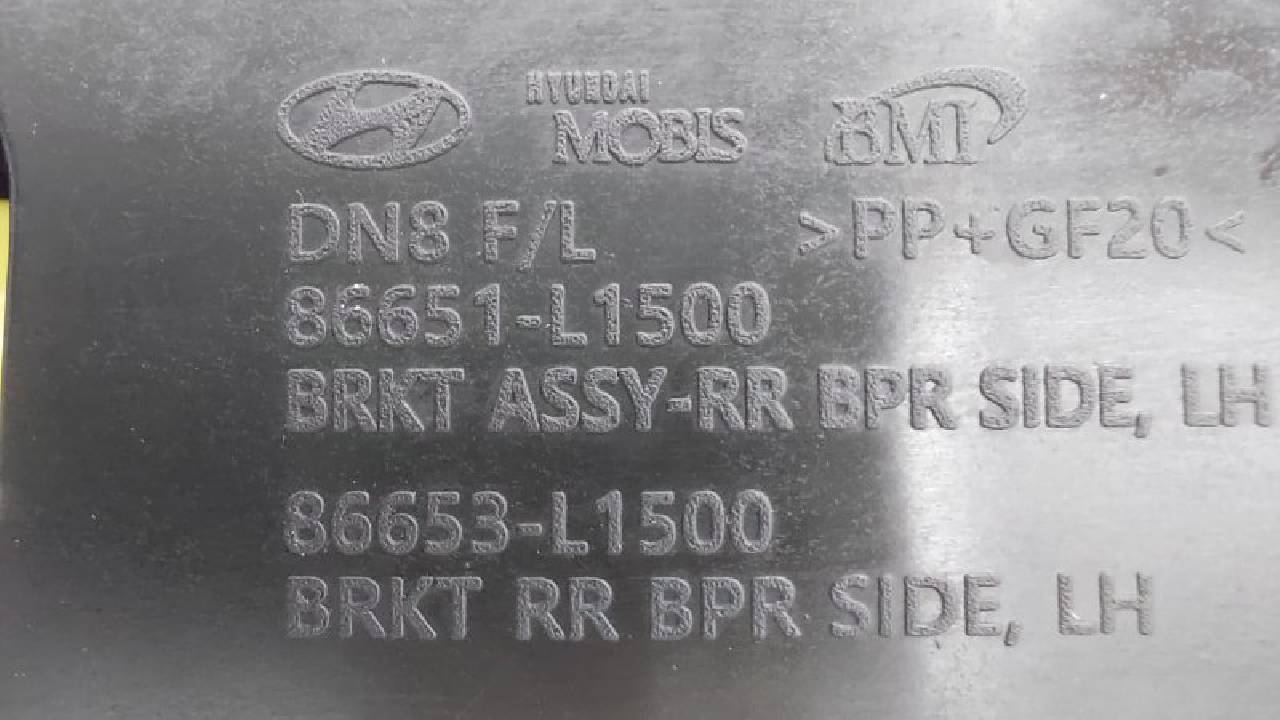 HYUNDAI
MOBIS BMI
DN8 F/L >PP+GF20<
86651-L1500
BRKT ASSY-RR BPR SIDE, LH
86653-L1500
BRKT RR BPR SIDE, LH